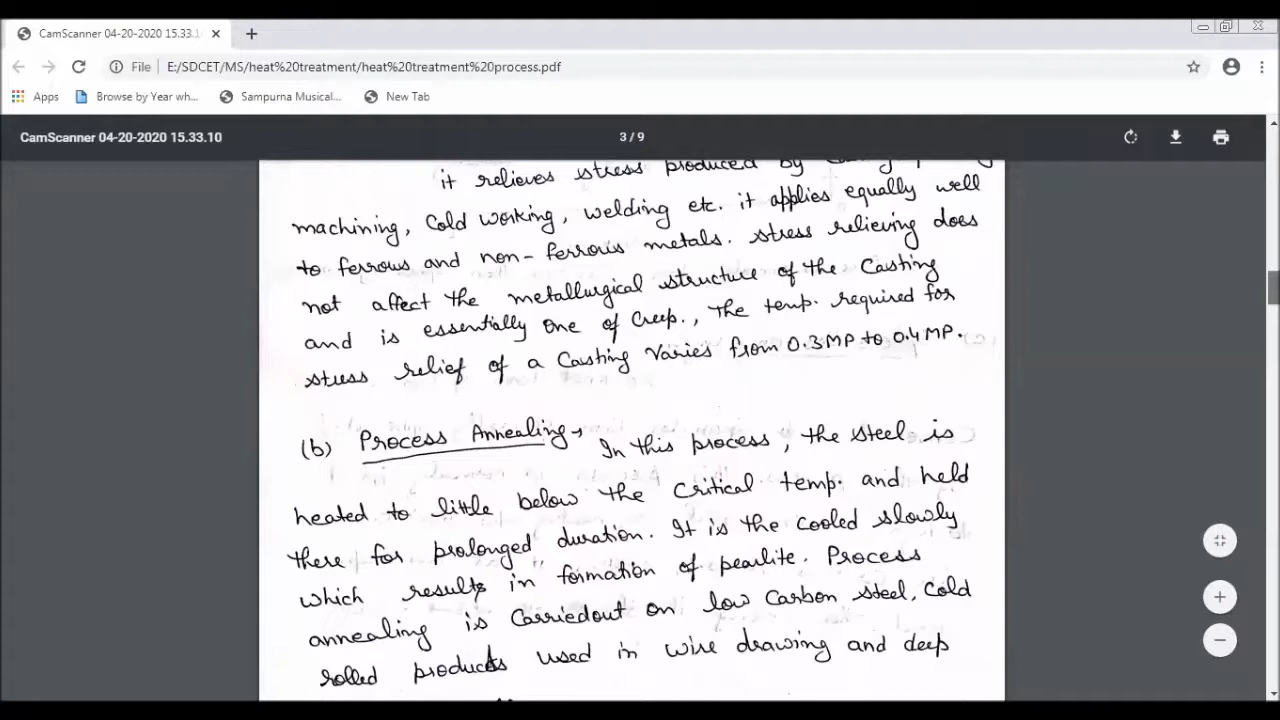 CamScanner 04-20-2020 15.33.1
File E:/SDCET/MS/heat%20treatment/heat%20treatment%20process.pdf
Apps Browse by Year wh... Sampurna Musical... New Tab
CamScanner 04-20-2020 15.33.10 3 / 9
it relieves stress produced by
machining, Cold working, welding etc. it applies equally well
to ferrous and non-ferrous metals. stress relieving does
not affect the metallurgical structure of the Casting
and is essentially one of Creep., The temp. required for
stress relief of a Casting varies from 0.3MP to 0.4MP.
(b) Process Annealing → In this process, the steel is
heated to little below the critical temp. and held
there for prolonged duration. It is the cooled slowly
which results in formation of pearlite. Process
annealing is Carriedout on low Carbon steel, Cold
rolled products used in wire drawing and deep